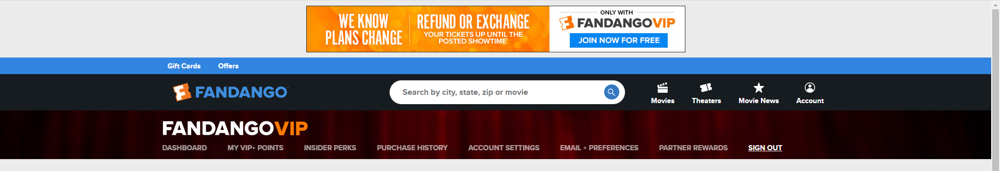 WE KNOW
PLANS CHANGE
REFUND OR EXCHANGE
YOUR TICKETS UP UNTIL THE
POSTED SHOWTIME*
ONLY WITH
FANDANGOVIP
JOIN NOW FOR FREE
Gift Cards Offers
FANDANGO
Search by city, state, zip or movie
Movies Theaters Movie News Account
FANDANGOVIP
DASHBOARD MY VIP+ POINTS INSIDER PERKS PURCHASE HISTORY ACCOUNT SETTINGS EMAIL + PREFERENCES PARTNER REWARDS SIGN OUT